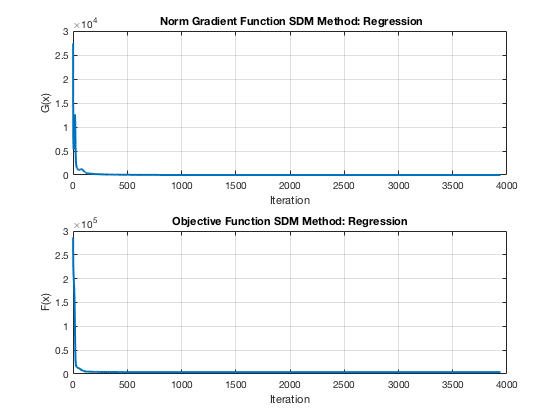 Norm Gradient Function SDM Method: Regression
×10^4
3
2.5
2
1.5
1
0.5
0
G(x)
0 500 1000 1500 2000 2500 3000 3500 4000
Iteration
Objective Function SDM Method: Regression
×10^5
3
2.5
2
1.5
1
0.5
0
F(x)
0 500 1000 1500 2000 2500 3000 3500 4000
Iteration